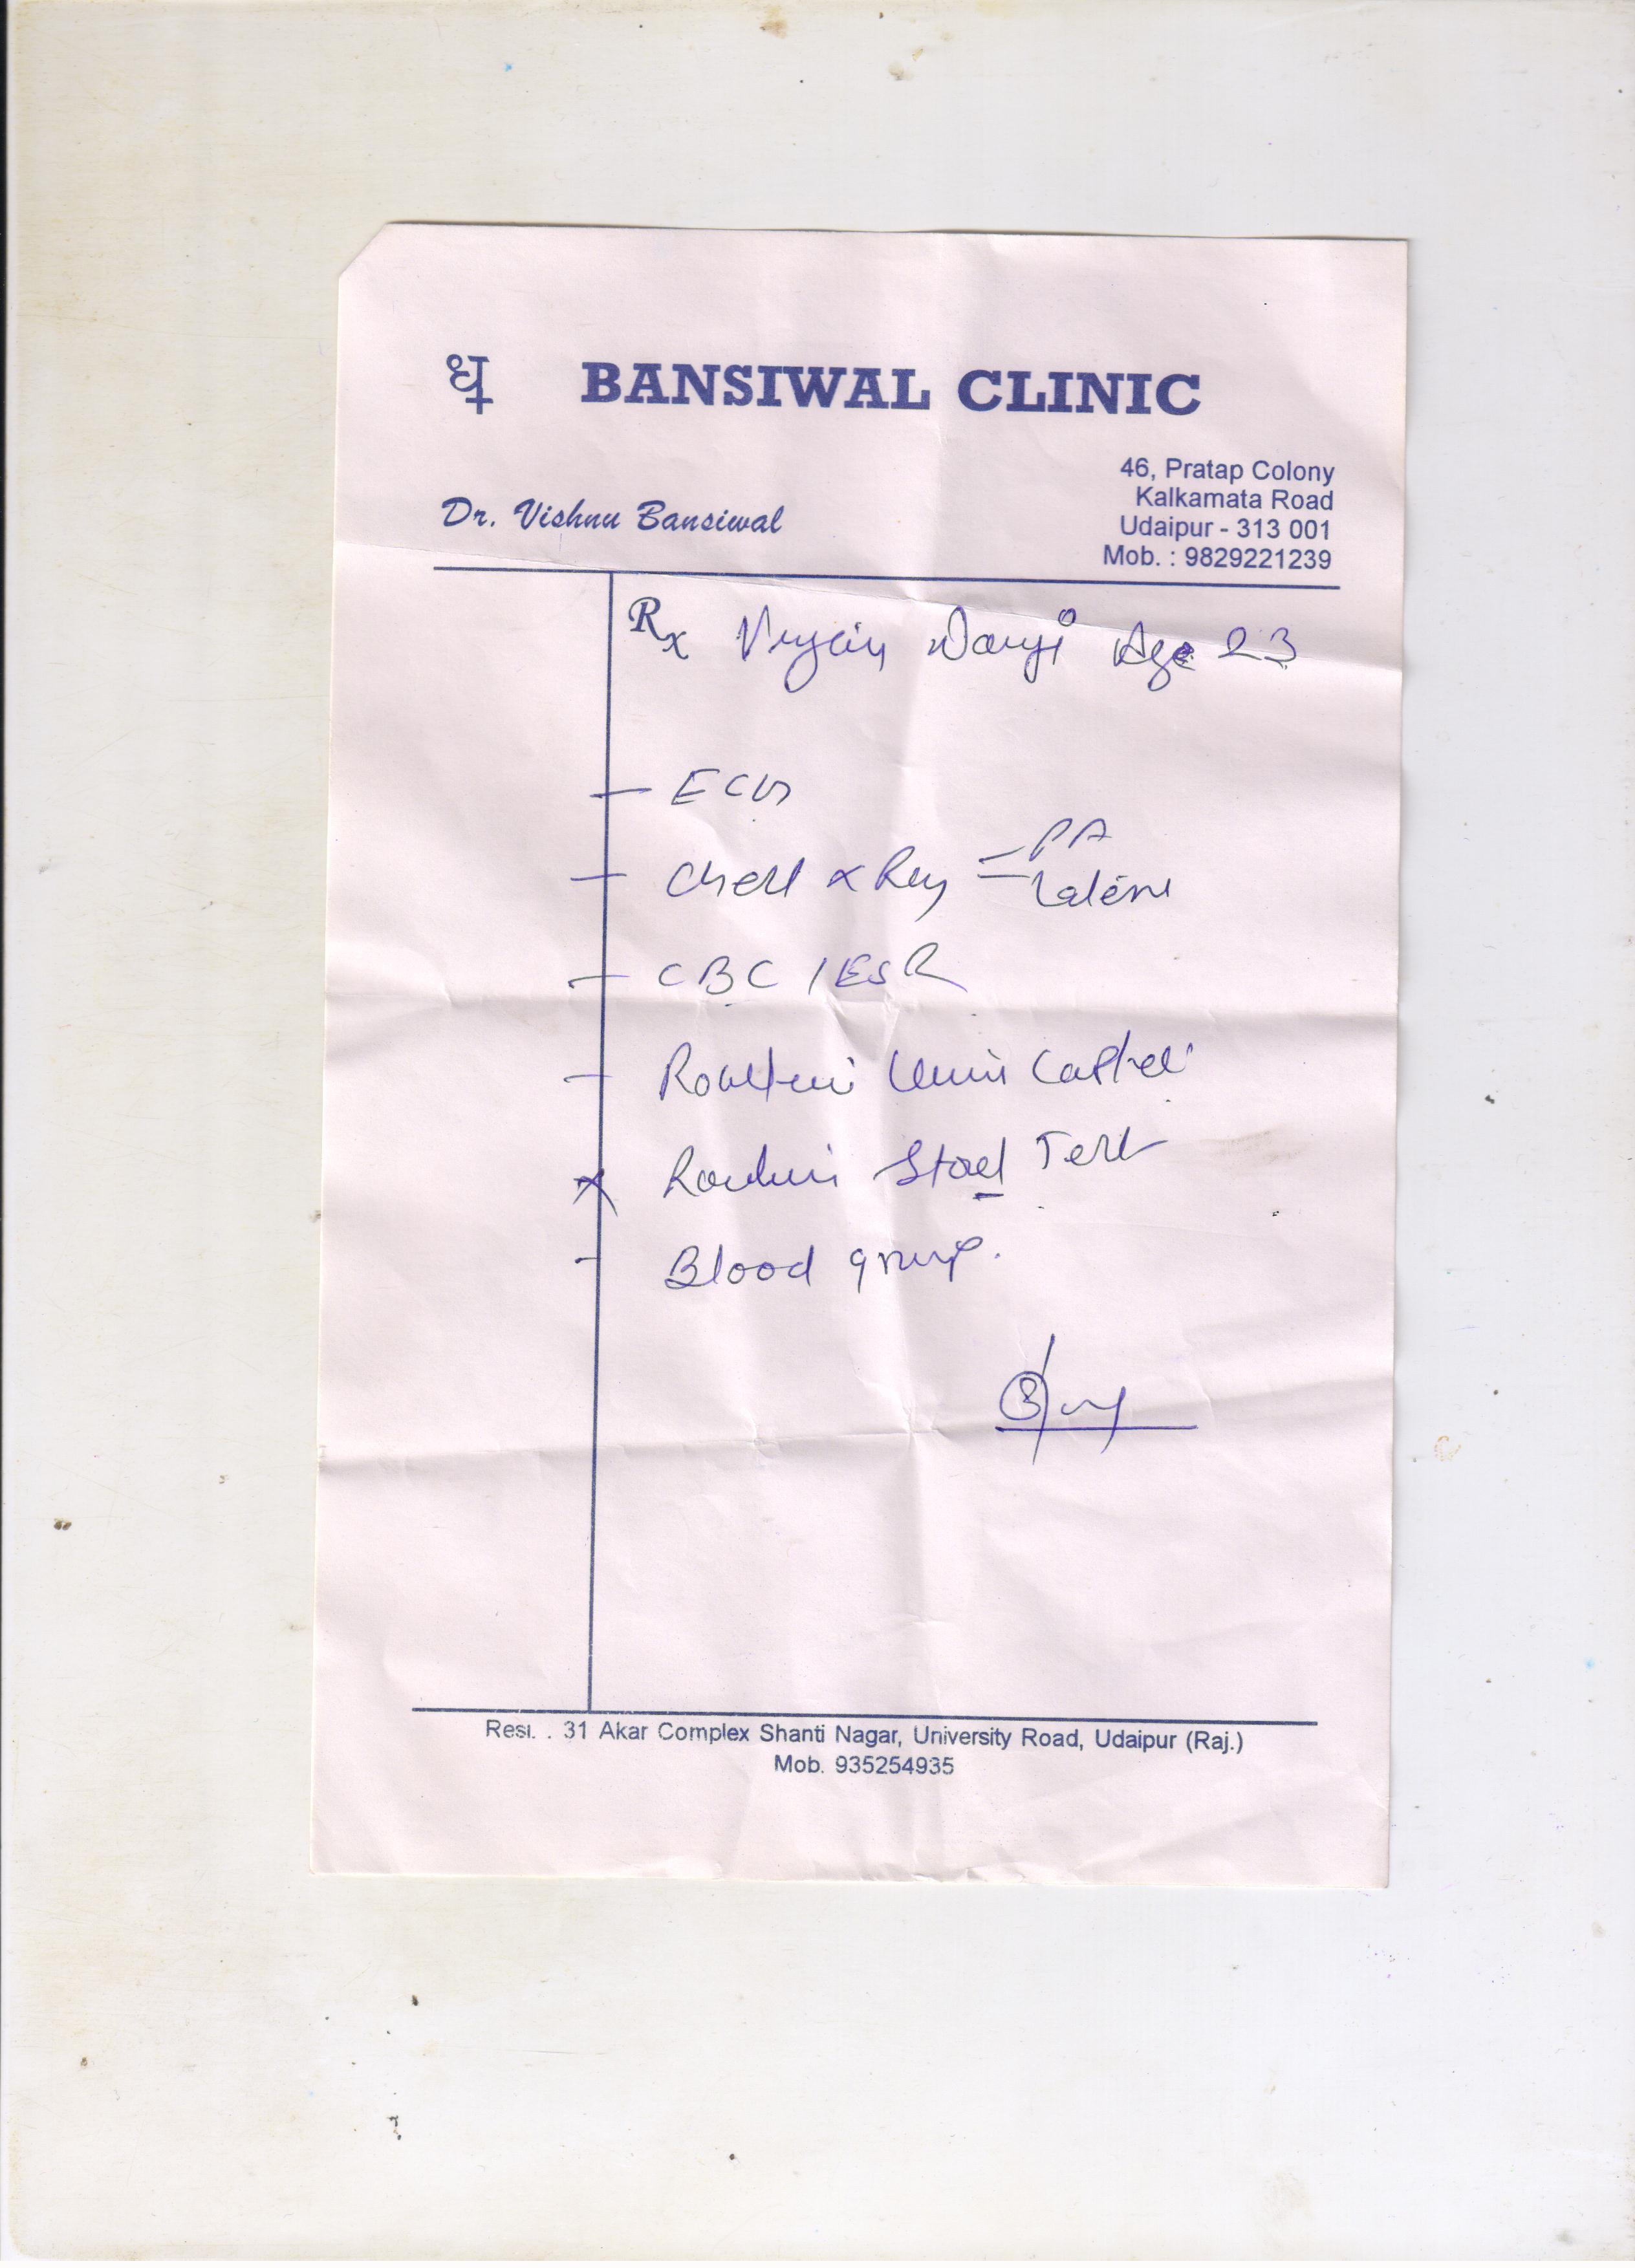 BANSIWAL CLINIC
46, Pratap Colony
Kalkamata Road
Dr. Vishnu Bansiwal
Udaipur - 313 001
Mob. : 9829221239
Rx Age 23
- ECG
- Chest x Ray = PA
Lateral
- CBC / ESR
- Routine Urine
x Routine Stool Test
- Blood group.
Resi. : 31 Akar Complex Shanti Nagar, University Road, Udaipur (Raj.)
Mob. 935254935